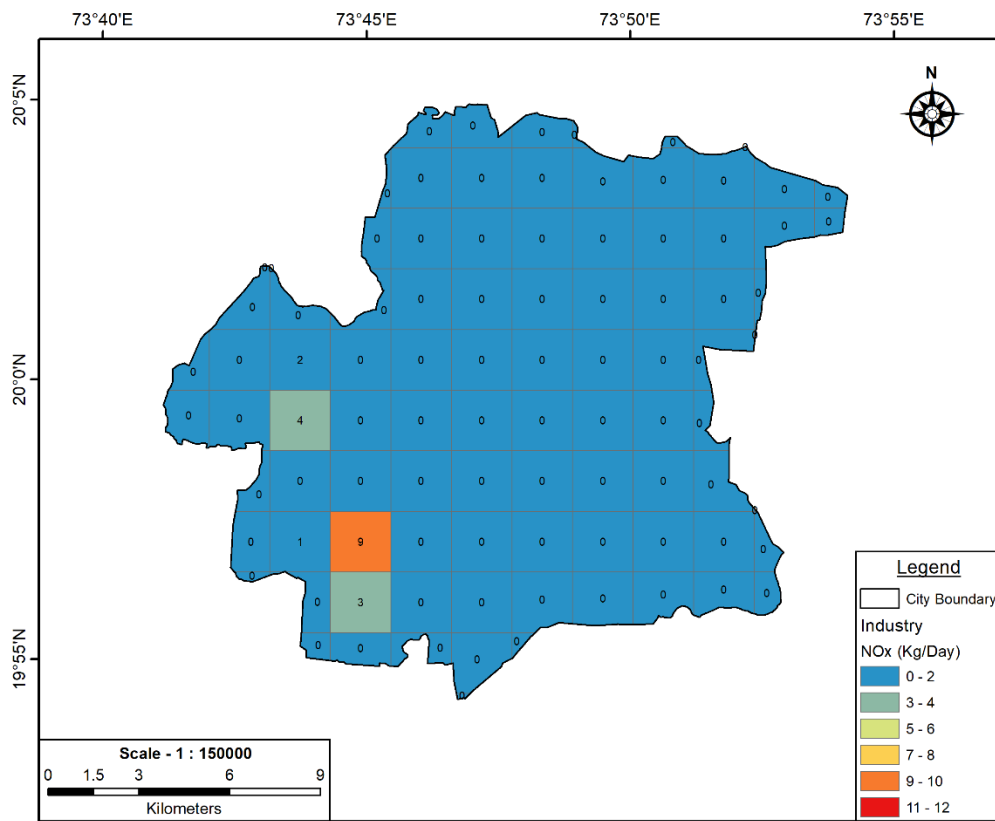 73°40'E 73°45'E 73°50'E 73°55'E
20°5'N
20°0'N
19°55'N
N
0 0 0 0
0 0
0 0 0 0 0 0 0 0
0
0 0 0 0 0 0 0 0 0
0 0
0 0 0 0 0 0 0 0 0 0
0
0 0 2 0 0 0 0 0 0 0
0 0 4 0 0 0 0 0 0 0
0 0 0 0 0 0 0 0 0
0
0 1 9 0 0 0 0 0 0 0
0
0 3 0 0 0 0 0 0 0
0 0 0 0 0
0
Legend
City Boundary
Industry
NOx (Kg/Day)
0 - 2
3 - 4
5 - 6
7 - 8
9 - 10
11 - 12
Scale - 1 : 150000
0 1.5 3 6 9
Kilometers